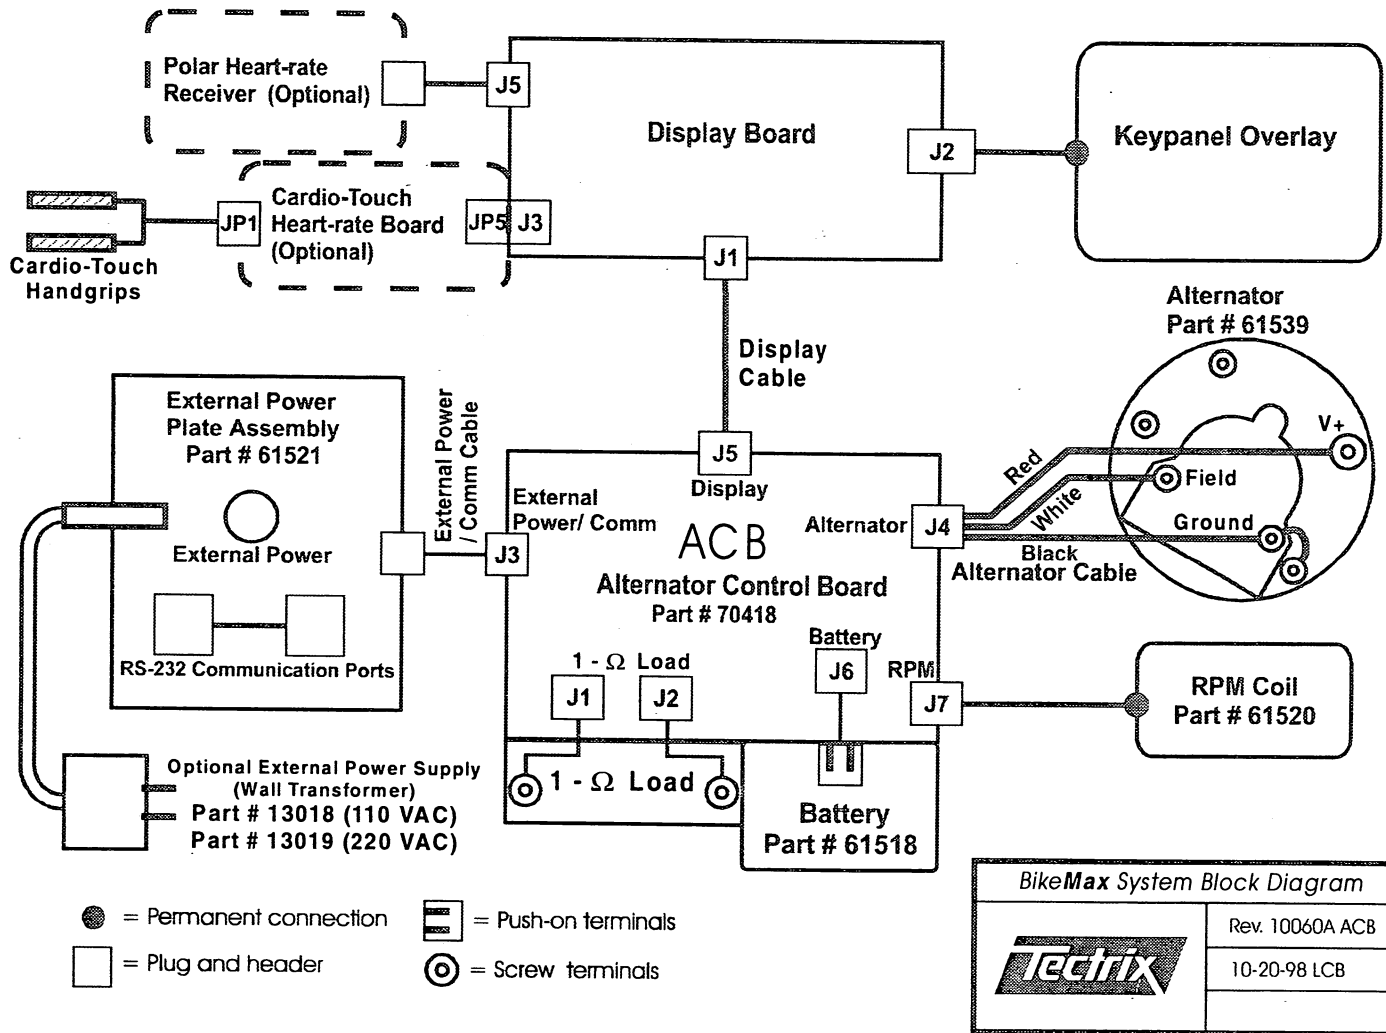 Polar Heart-rate
Receiver (Optional)
J5
Display Board
J2
Keypanel Overlay
Cardio-Touch
Heart-rate Board
(Optional)
JP1
JP5
J3
Cardio-Touch
Handgrips
J1
Display
Cable
Alternator
Part # 61539
V+
Field
Ground
Red
White
Black
Alternator Cable
External Power
Plate Assembly
Part # 61521
External Power
RS-232 Communication Ports
External Power
/ Comm Cable
J5
Display
External
Power/ Comm
J3
ACB
Alternator Control Board
Part # 70418
Alternator
J4
Battery
J6
RPM
J7
RPM Coil
Part # 61520
1 - Ω Load
J1
J2
1 - Ω Load
Battery
Part # 61518
Optional External Power Supply
(Wall Transformer)
Part # 13018 (110 VAC)
Part # 13019 (220 VAC)
= Permanent connection
= Push-on terminals
= Plug and header
= Screw terminals
BikeMax System Block Diagram
Tectrix
Rev. 10060A ACB
10-20-98 LCB